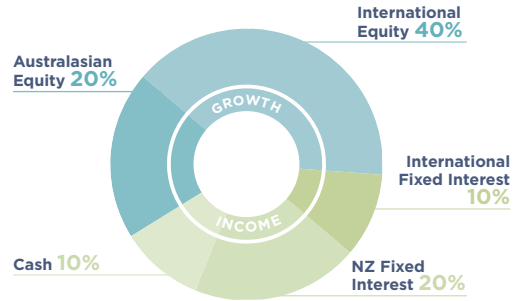 International
Equity 40%
Australasian
Equity 20%
GROWTH
International
Fixed Interest
10%
INCOME
Cash 10%
NZ Fixed
Interest 20%